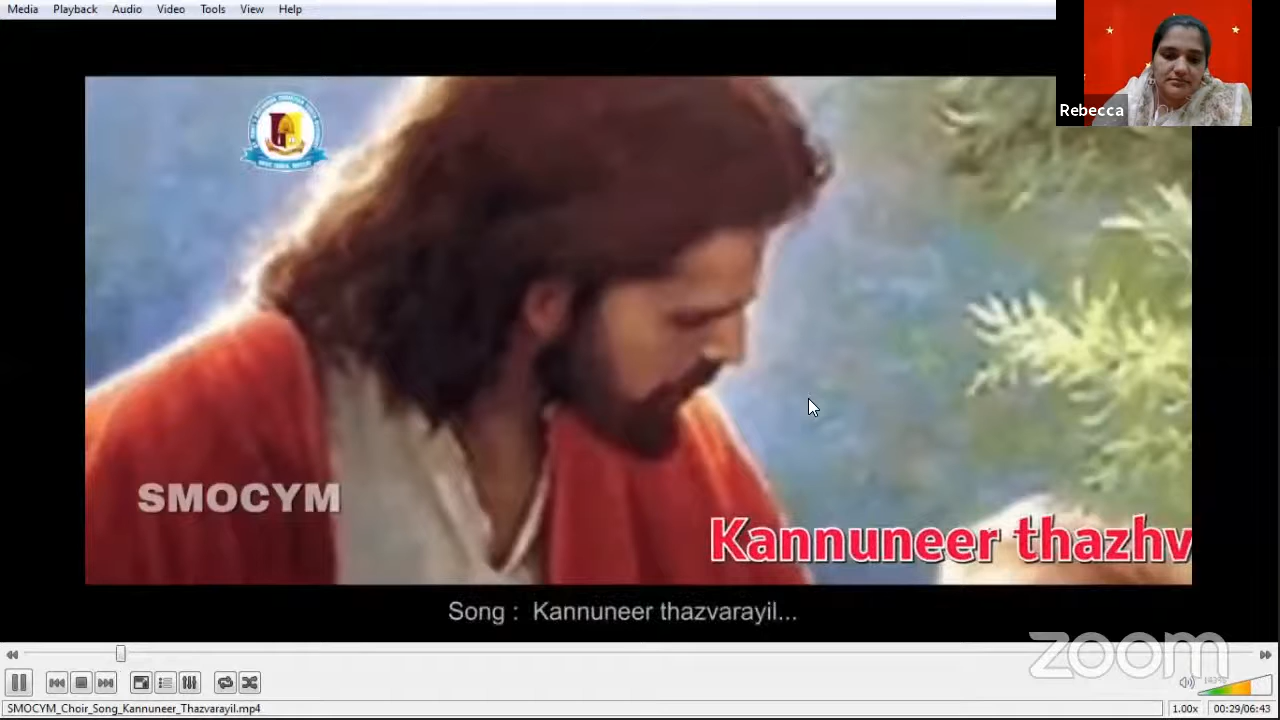 Media Playback Audio Video Tools View Help
Rebecca
SMOCYM
Kannuneer thazhv
Song : Kannuneer thazvarayil...
zoom
SMOCYM_Choir_Song_Kannuneer_Thazvarayil.mp4
1.00x
00:29/06:43